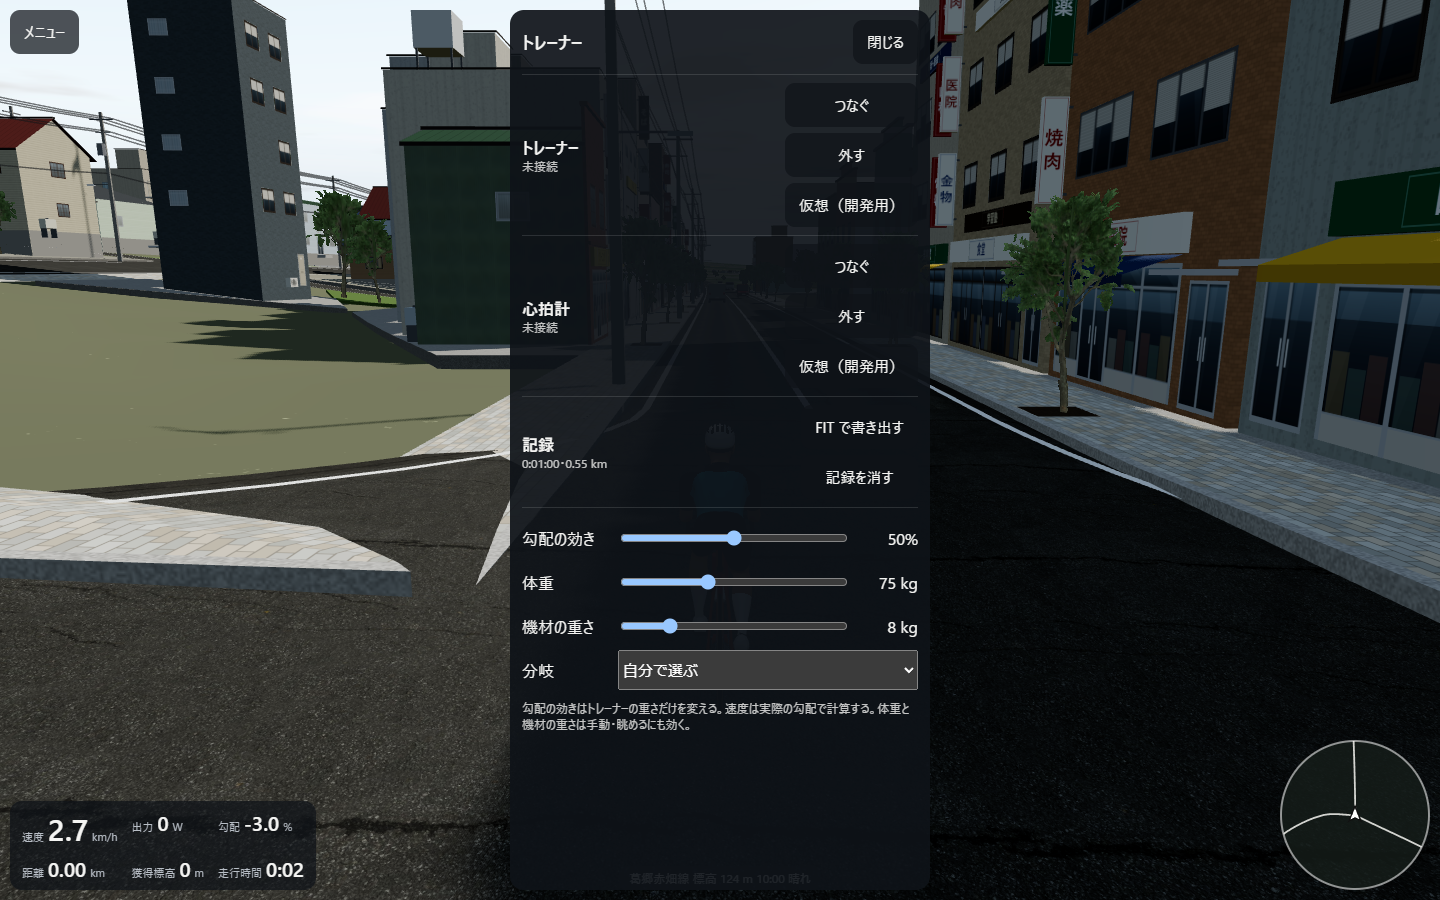 メニュー
トレーナー
閉じる
つなぐ
トレーナー
未接続
外す
仮想（開発用）
つなぐ
心拍計
未接続
外す
仮想（開発用）
FIT で書き出す
記録
0:01:00・0.55 km
記録を消す
勾配の効き 50%
体重 75 kg
機材の重さ 8 kg
分岐 自分で選ぶ
勾配の効きはトレーナーの重さだけを変える。速度は実際の勾配で計算する。体重と
機材の重さは手動・眺めるにも効く。
速度 2.7 km/h 出力 0 W 勾配 -3.0 %
距離 0.00 km 獲得標高 0 m 走行時間 0:02
肉
薬
医院
焼肉
金物
食堂
院